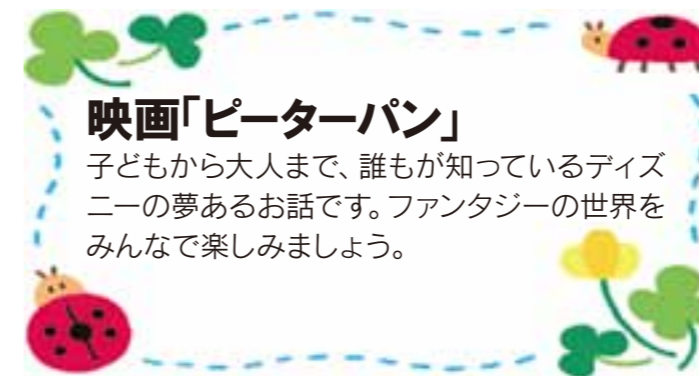 映画「ピーターパン」
子どもから大人まで、誰もが知っているディズ
ニーの夢あるお話です。ファンタジーの世界を
みんなで楽しみましょう。